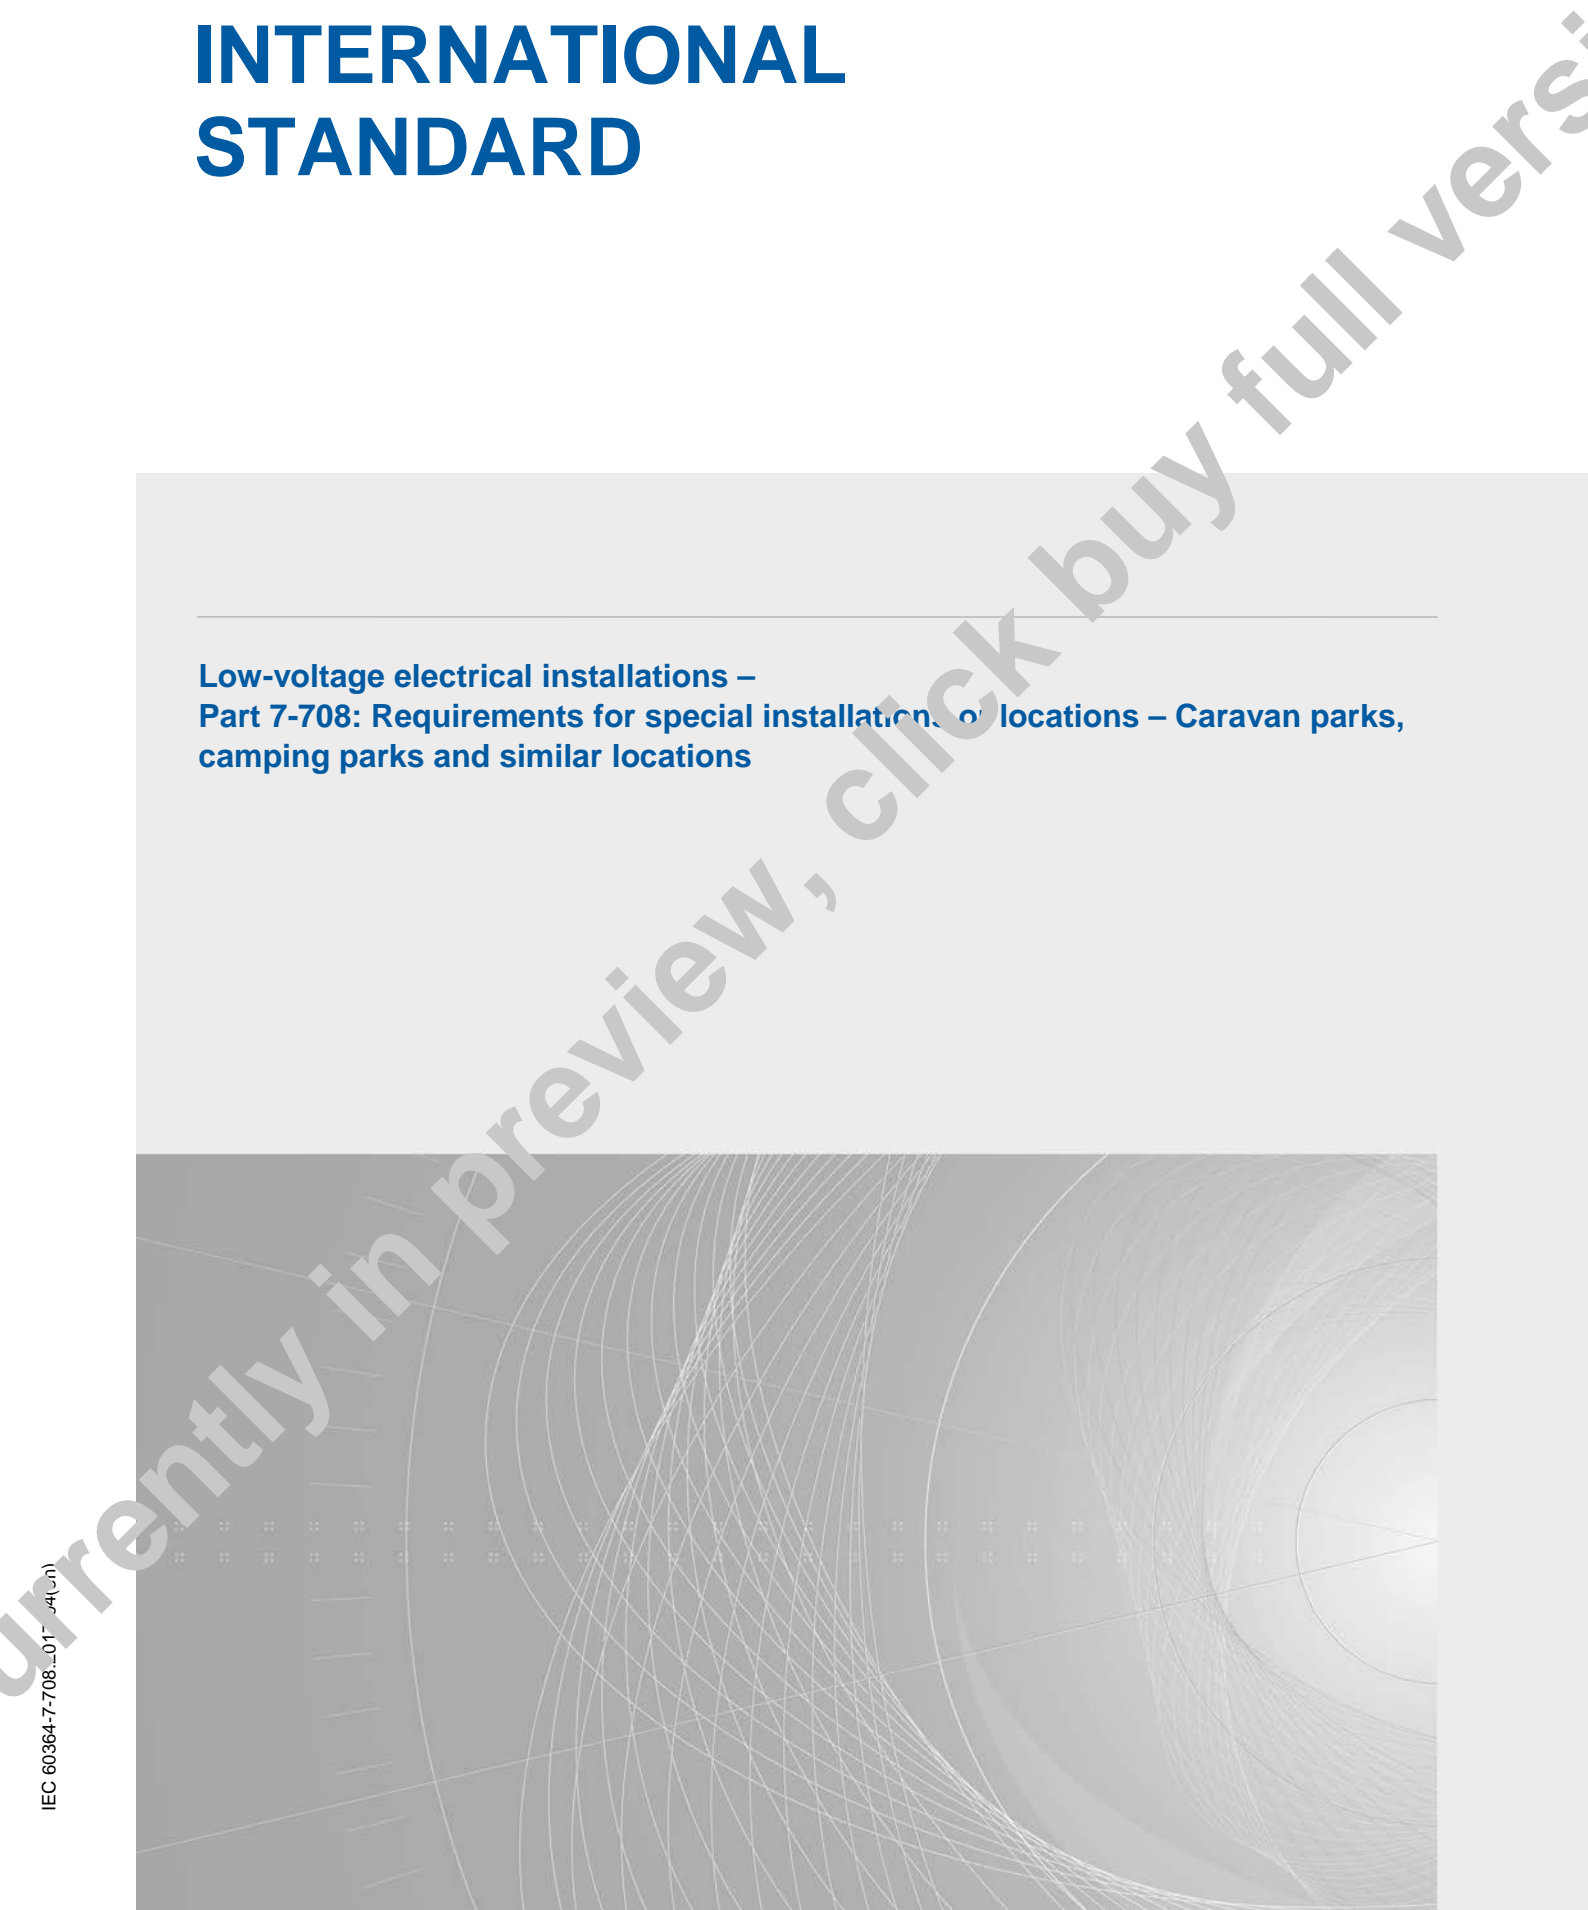 INTERNATIONAL
STANDARD
Low-voltage electrical installations –
Part 7-708: Requirements for special installations or locations – Caravan parks,
camping parks and similar locations
urrently in preview, click buy full versi
IEC 60364-7-708: